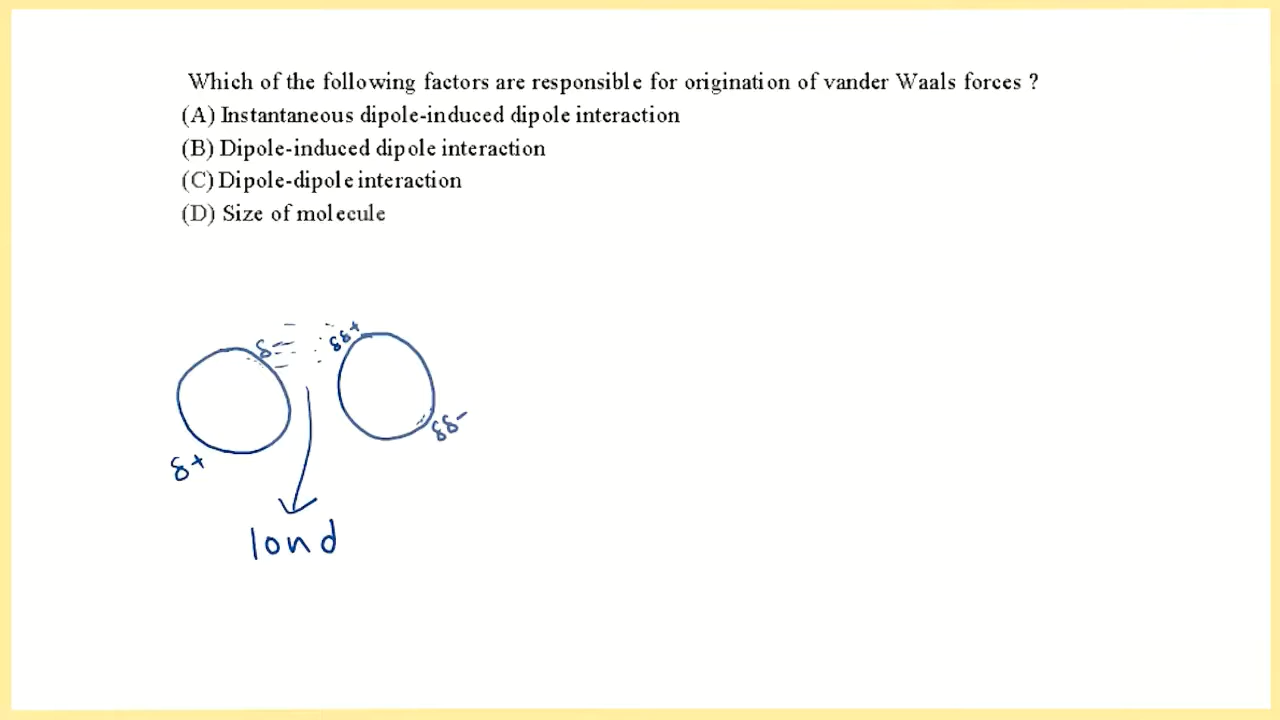 Which of the following factors are responsible for origination of vander Waals forces ?
(A) Instantaneous dipole-induced dipole interaction
(B) Dipole-induced dipole interaction
(C) Dipole-dipole interaction
(D) Size of molecule
δ- δδ+
δδ-
δ+
lond